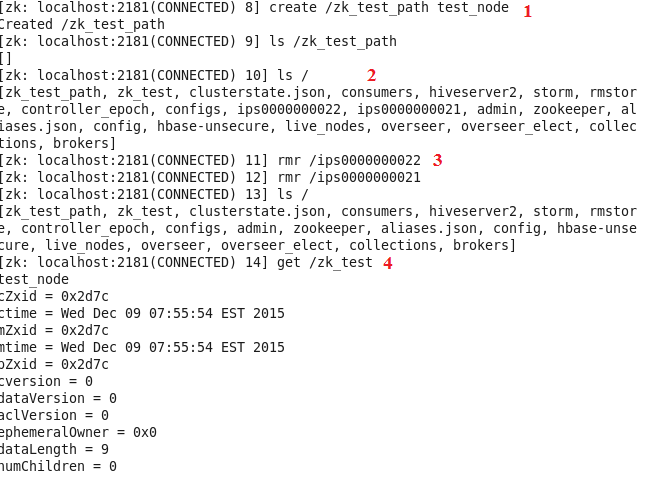 [zk: localhost:2181(CONNECTED) 8] create /zk_test_path test_node 1
Created /zk_test_path
[zk: localhost:2181(CONNECTED) 9] ls /zk_test_path
[]
[zk: localhost:2181(CONNECTED) 10] ls / 2
[zk_test_path, zk_test, clusterstate.json, consumers, hiveserver2, storm, rmstor
e, controller_epoch, configs, ips0000000022, ips0000000021, admin, zookeeper, al
iases.json, config, hbase-unsecure, live_nodes, overseer, overseer_elect, collec
tions, brokers]
[zk: localhost:2181(CONNECTED) 11] rmr /ips0000000022 3
[zk: localhost:2181(CONNECTED) 12] rmr /ips0000000021
[zk: localhost:2181(CONNECTED) 13] ls /
[zk_test_path, zk_test, clusterstate.json, consumers, hiveserver2, storm, rmstor
e, controller_epoch, configs, admin, zookeeper, aliases.json, config, hbase-unse
cure, live_nodes, overseer, overseer_elect, collections, brokers]
[zk: localhost:2181(CONNECTED) 14] get /zk_test 4
test_node
cZxid = 0x2d7c
ctime = Wed Dec 09 07:55:54 EST 2015
mZxid = 0x2d7c
mtime = Wed Dec 09 07:55:54 EST 2015
pZxid = 0x2d7c
cversion = 0
dataVersion = 0
aclVersion = 0
ephemeralOwner = 0x0
dataLength = 9
numChildren = 0